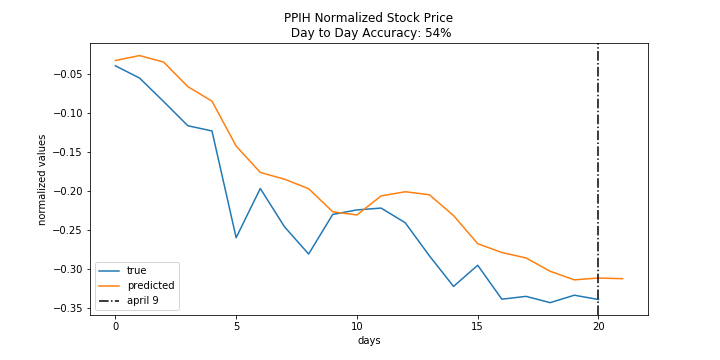 PPIH Normalized Stock Price
Day to Day Accuracy: 54%
normalized values
−0.05
−0.10
−0.15
−0.20
−0.25
−0.30
−0.35
true
predicted
april 9
0 5 10 15 20
days